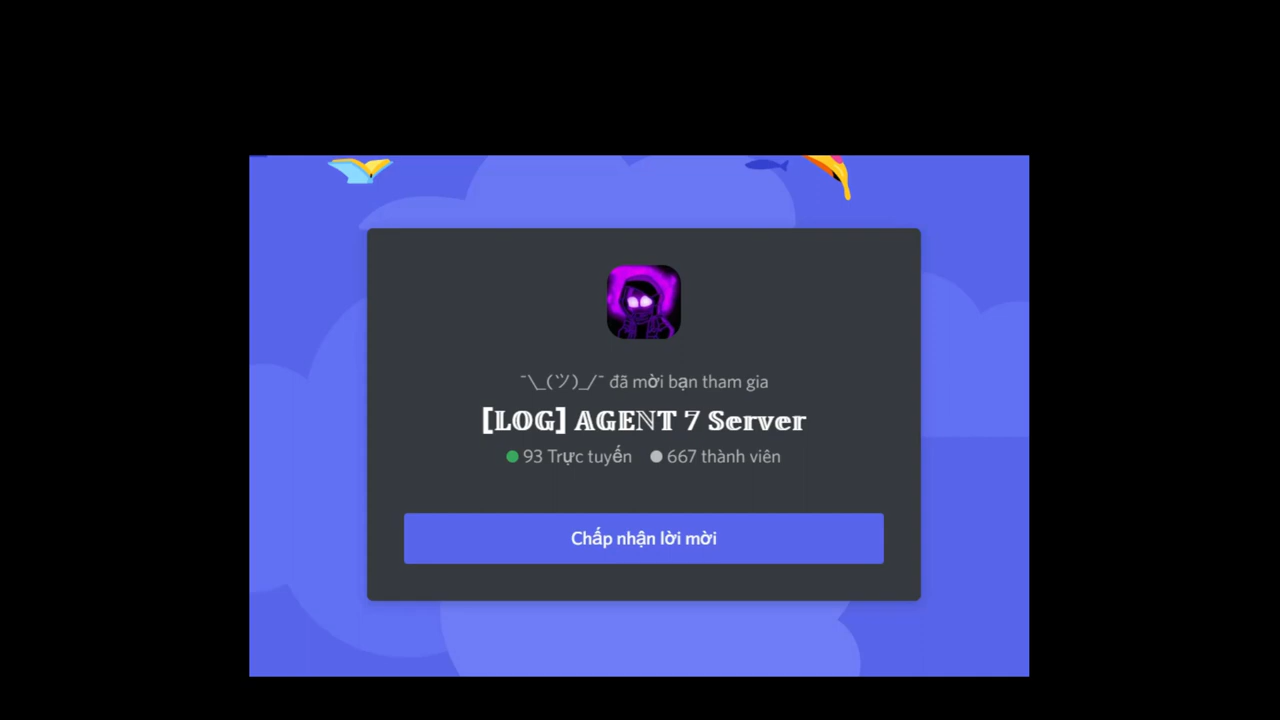 ¯\_(ツ)_/¯ đã mời bạn tham gia
[LOG] AGENT 7 Server
93 Trực tuyến 667 thành viên
Chấp nhận lời mời